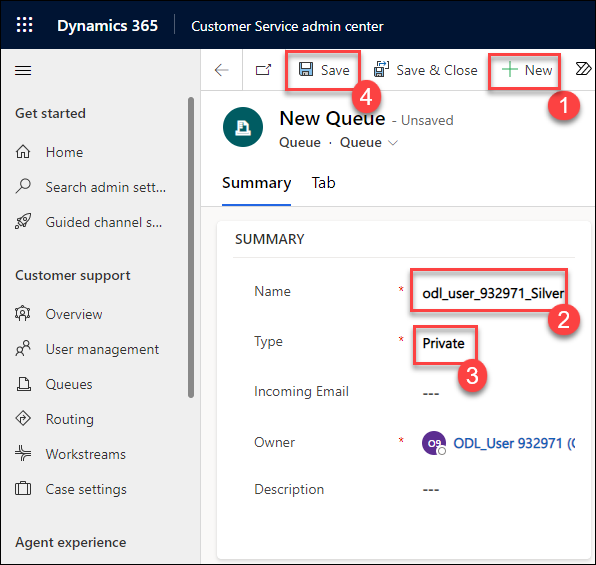 Dynamics 365 Customer Service admin center
Save Save & Close New
4 1
Get started
Home
Search admin sett...
Guided channel s...
Customer support
Overview
User management
Queues
Routing
Workstreams
Case settings
Agent experience
New Queue - Unsaved
Queue · Queue
Summary Tab
SUMMARY
Name * odl_user_932971_Silver
2
Type * Private
3
Incoming Email ---
Owner * O9 ODL_User 932971 (
Description ---